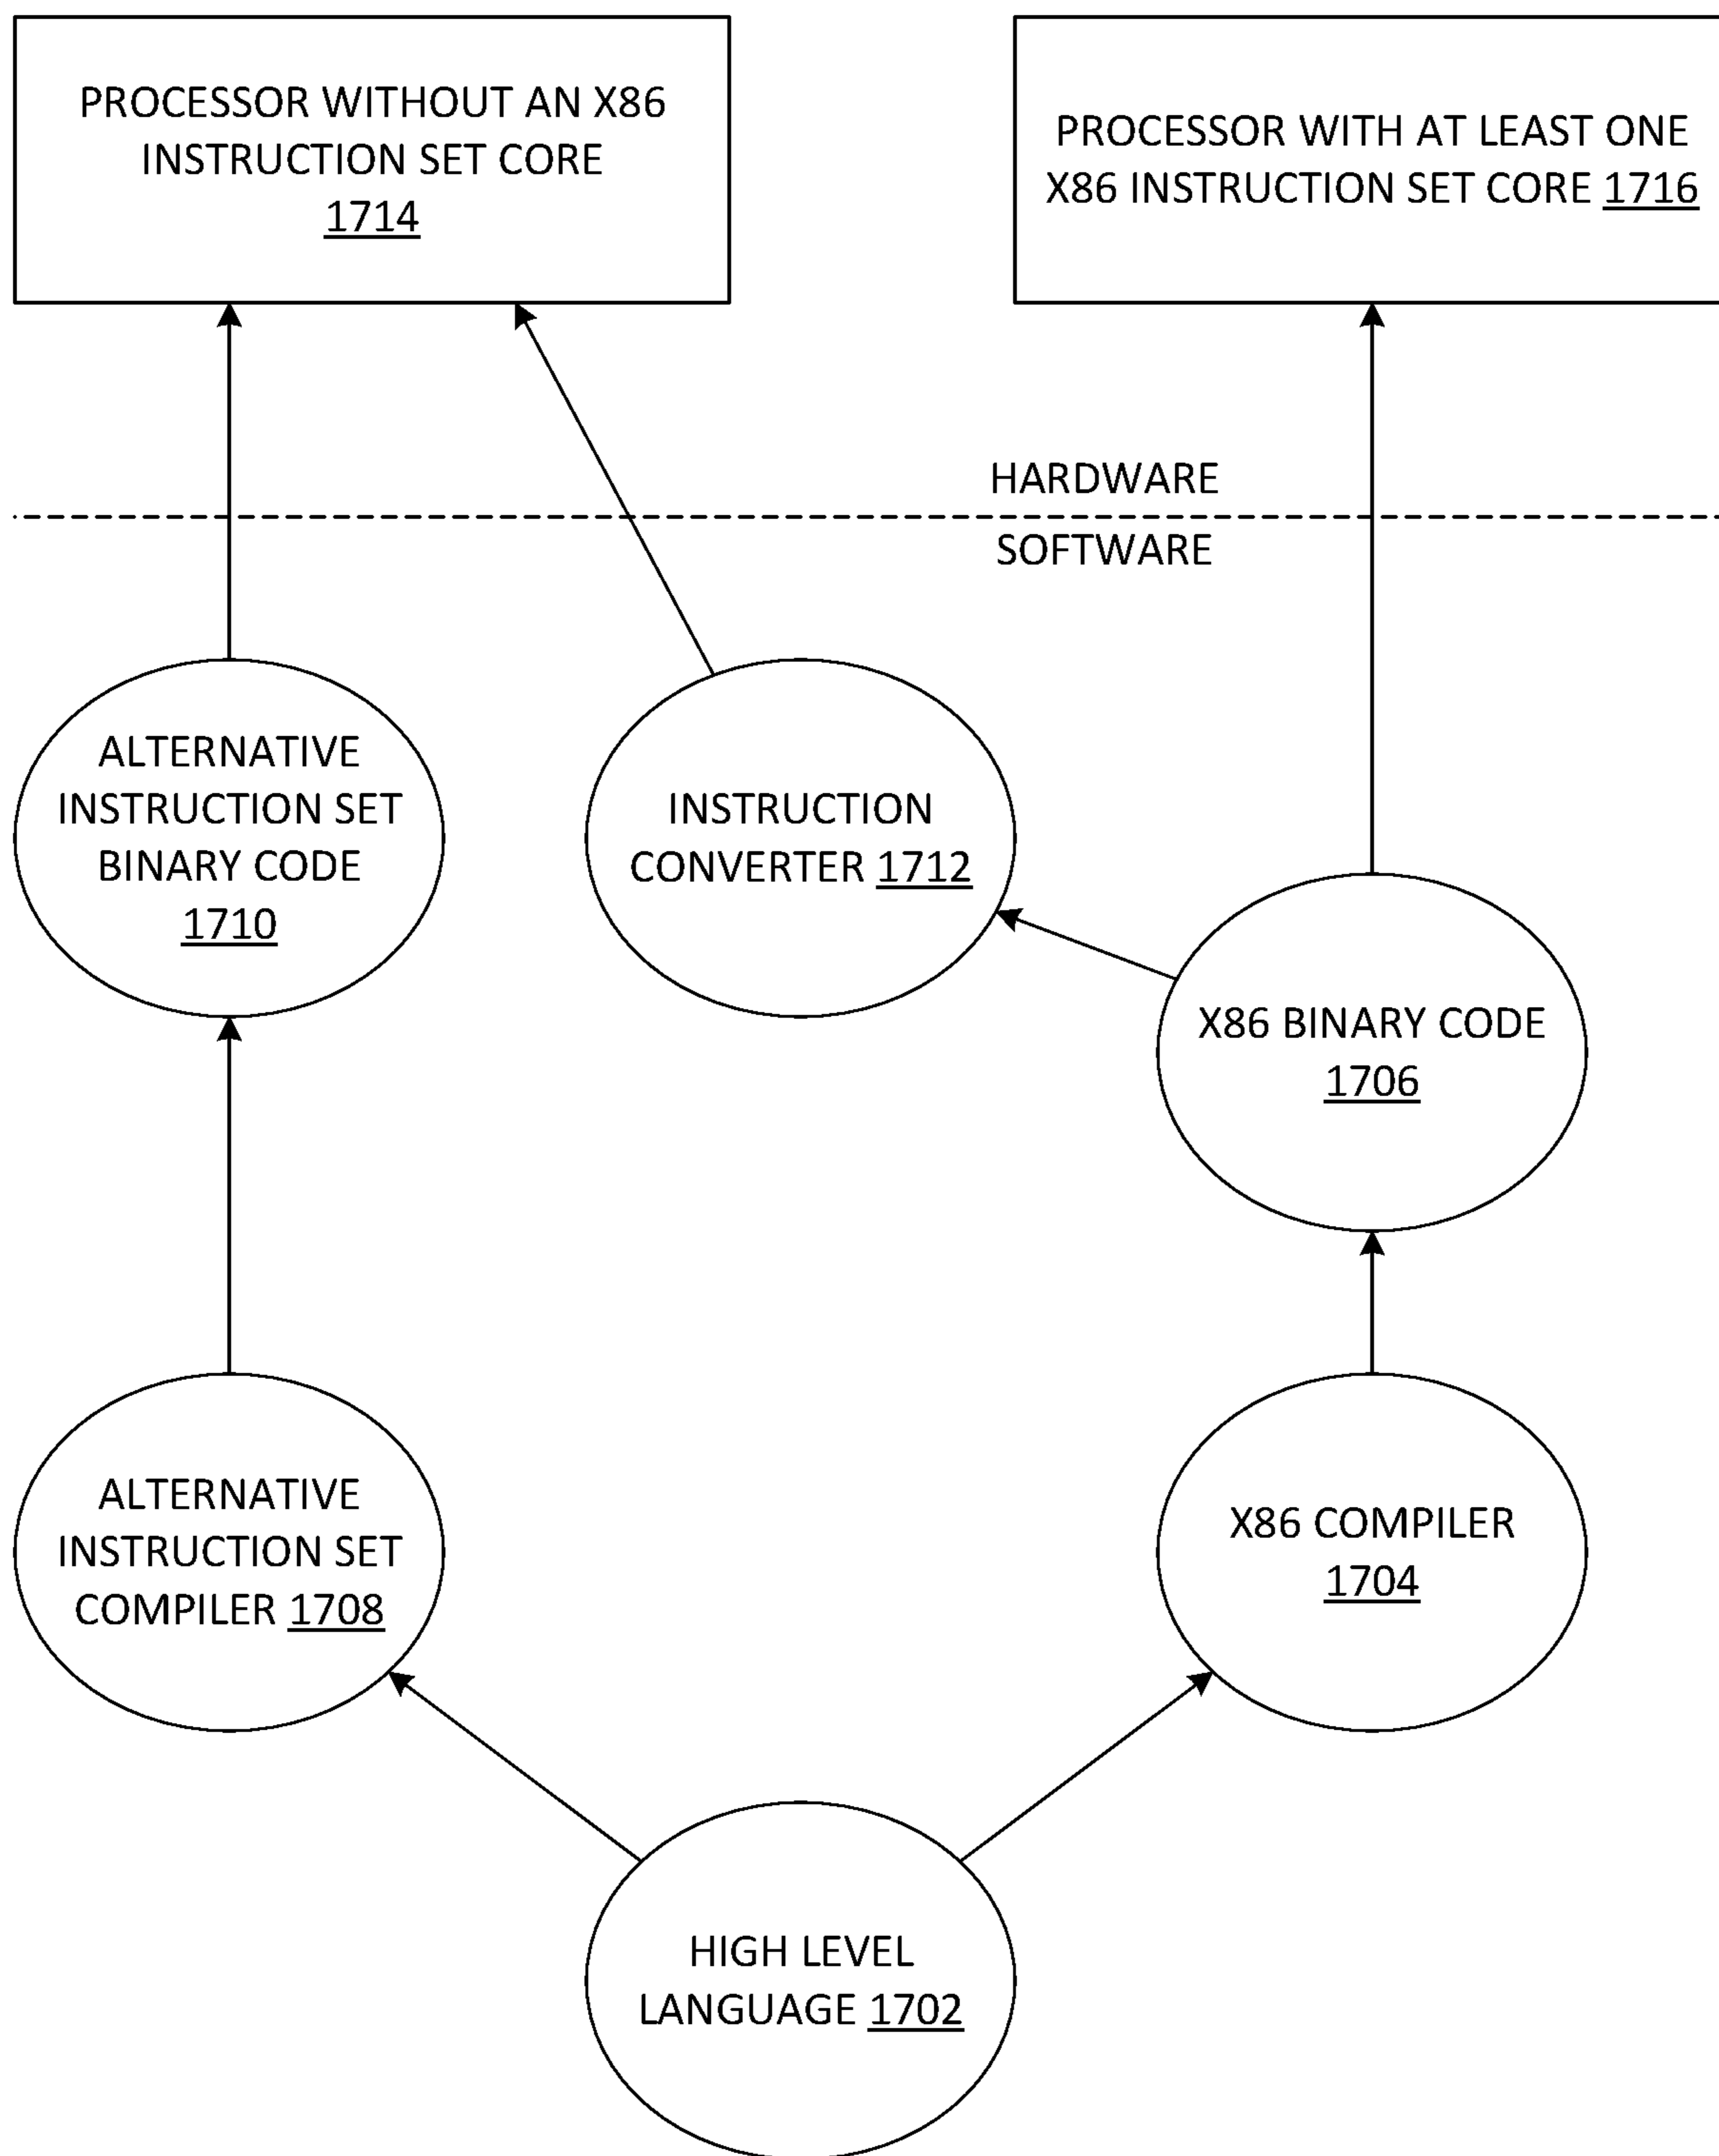 PROCESSOR WITHOUT AN X86
INSTRUCTION SET CORE
1714
PROCESSOR WITH AT LEAST ONE
X86 INSTRUCTION SET CORE 1716
HARDWARE
SOFTWARE
ALTERNATIVE
INSTRUCTION SET
BINARY CODE
1710
INSTRUCTION
CONVERTER 1712
X86 BINARY CODE
1706
ALTERNATIVE
INSTRUCTION SET
COMPILER 1708
X86 COMPILER
1704
HIGH LEVEL
LANGUAGE 1702